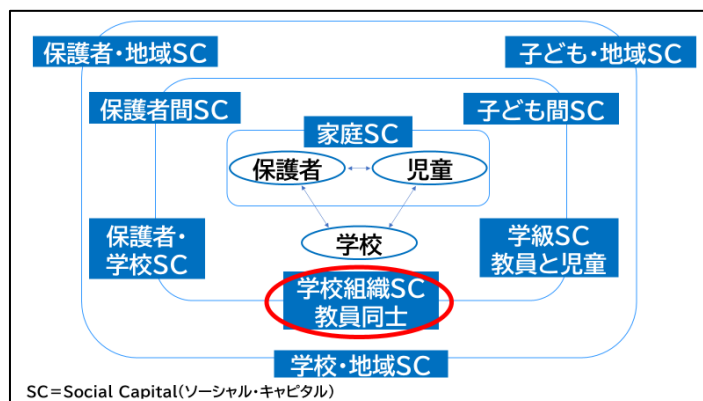 保護者・地域SC
子ども・地域SC
保護者間SC
子ども間SC
家庭SC
保護者
児童
学校
保護者・
学校SC
学級SC
教員と児童
学校組織SC
教員同士
学校・地域SC
SC=Social Capital(ソーシャル・キャピタル)